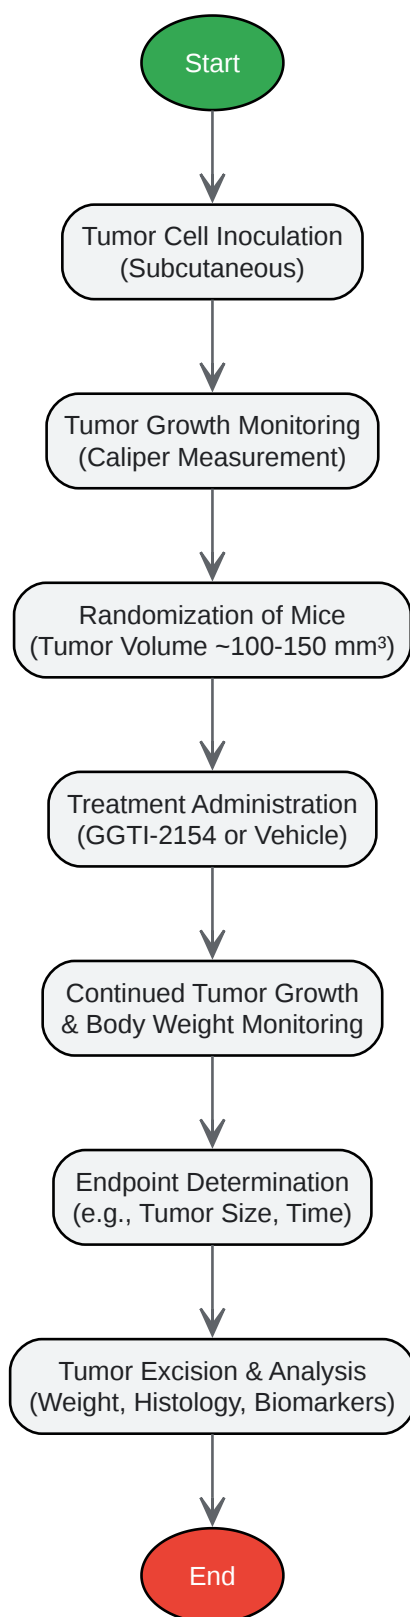 Start
Tumor Cell Inoculation
(Subcutaneous)
Tumor Growth Monitoring
(Caliper Measurement)
Randomization of Mice
(Tumor Volume ~100-150 mm³)
Treatment Administration
(GGTI-2154 or Vehicle)
Continued Tumor Growth
& Body Weight Monitoring
Endpoint Determination
(e.g., Tumor Size, Time)
Tumor Excision & Analysis
(Weight, Histology, Biomarkers)
End